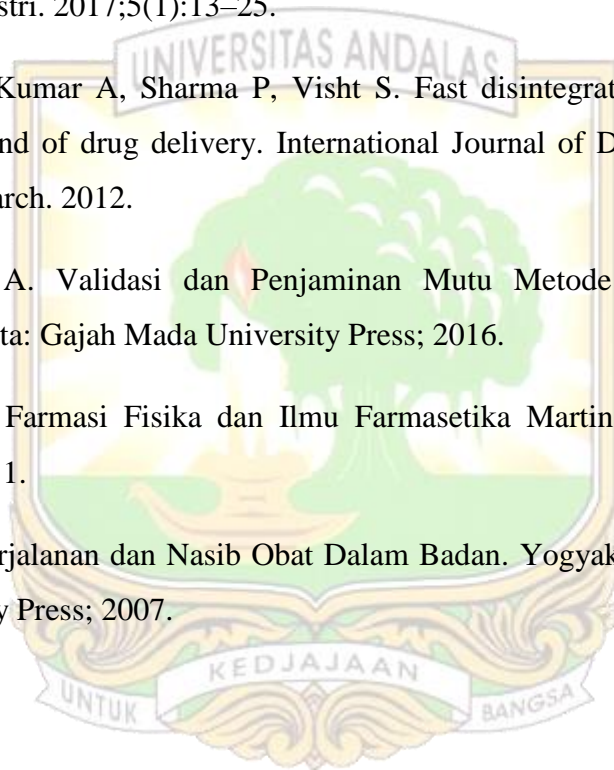 stri. 2017;5(1):13–25.
UNIVERSITAS ANDALAS
Kumar A, Sharma P, Visht S. Fast disintegrat
nd of drug delivery. International Journal of D
arch. 2012.
A. Validasi dan Penjaminan Mutu Metode
ta: Gajah Mada University Press; 2016.
Farmasi Fisika dan Ilmu Farmasetika Martin
1.
rjalanan dan Nasib Obat Dalam Badan. Yogyak
y Press; 2007.
UNTUK KEDJAJAAN BANGSA